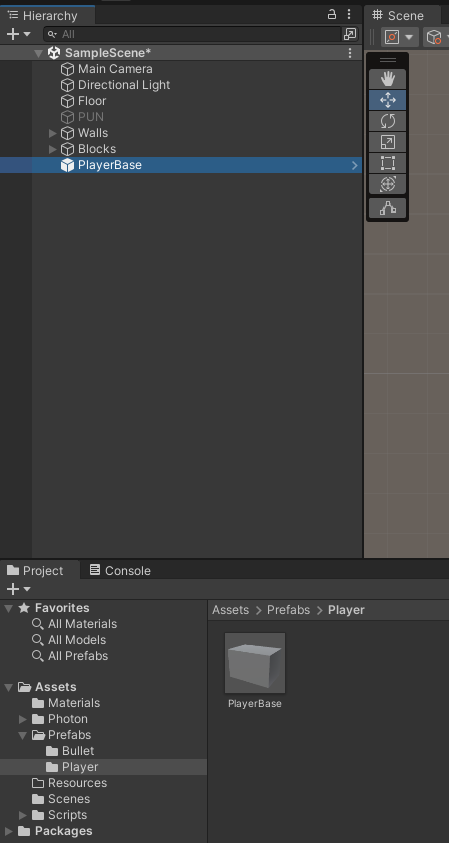 Hierarchy
Scene
All
SampleScene*
Main Camera
Directional Light
Floor
PUN
Walls
Blocks
PlayerBase
Project
Console
Favorites
All Materials
All Models
All Prefabs
Assets
Materials
Photon
Prefabs
Bullet
Player
Resources
Scenes
Scripts
Packages
Assets > Prefabs > Player
PlayerBase